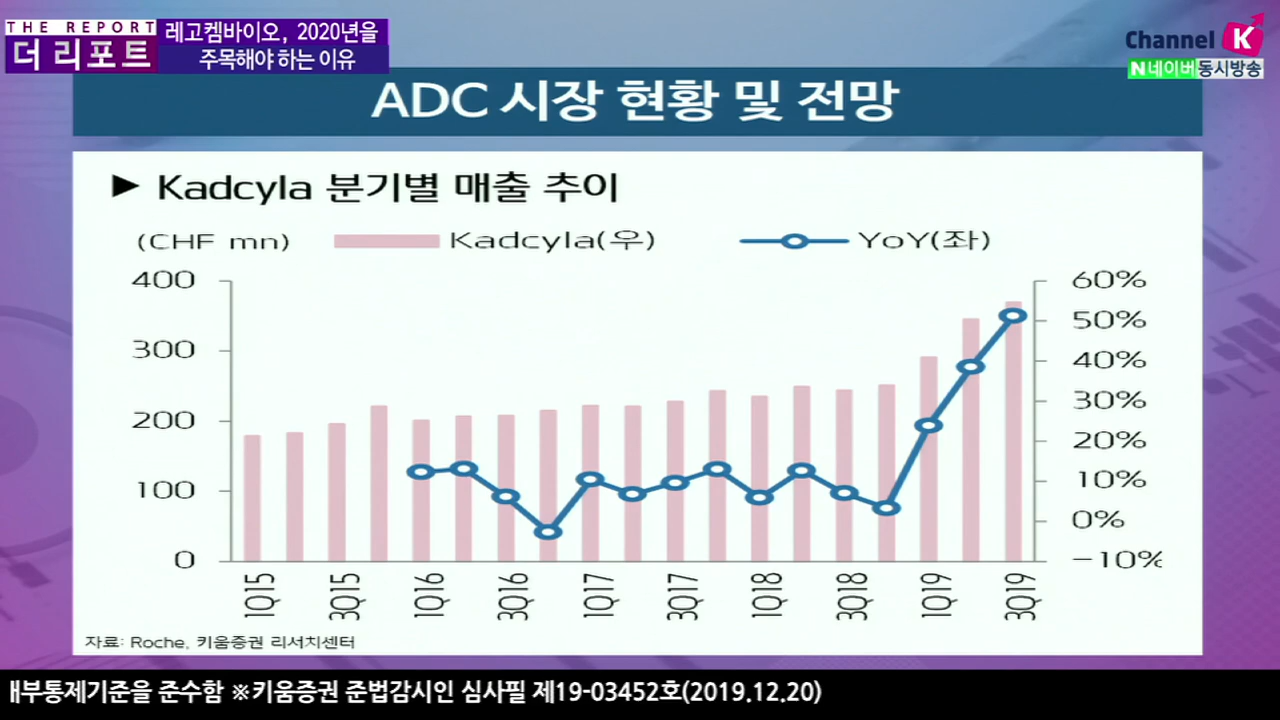 THE REPORT
더 리포트
레고켐바이오, 2020년을
주목해야 하는 이유
Channel K
N네이버 동시방송
ADC 시장 현황 및 전망
▶ Kadcyla 분기별 매출 추이
(CHF mn) Kadcyla(우) YoY(좌)
400 60%
50%
300 40%
30%
200 20%
100 10%
0%
0 -10%
1Q15 3Q15 1Q16 3Q16 1Q17 3Q17 1Q18 3Q18 1Q19 3Q19
자료: Roche, 키움증권 리서치센터
부통제기준을 준수함 ※키움증권 준법감시인 심사필 제19-03452호(2019.12.20)